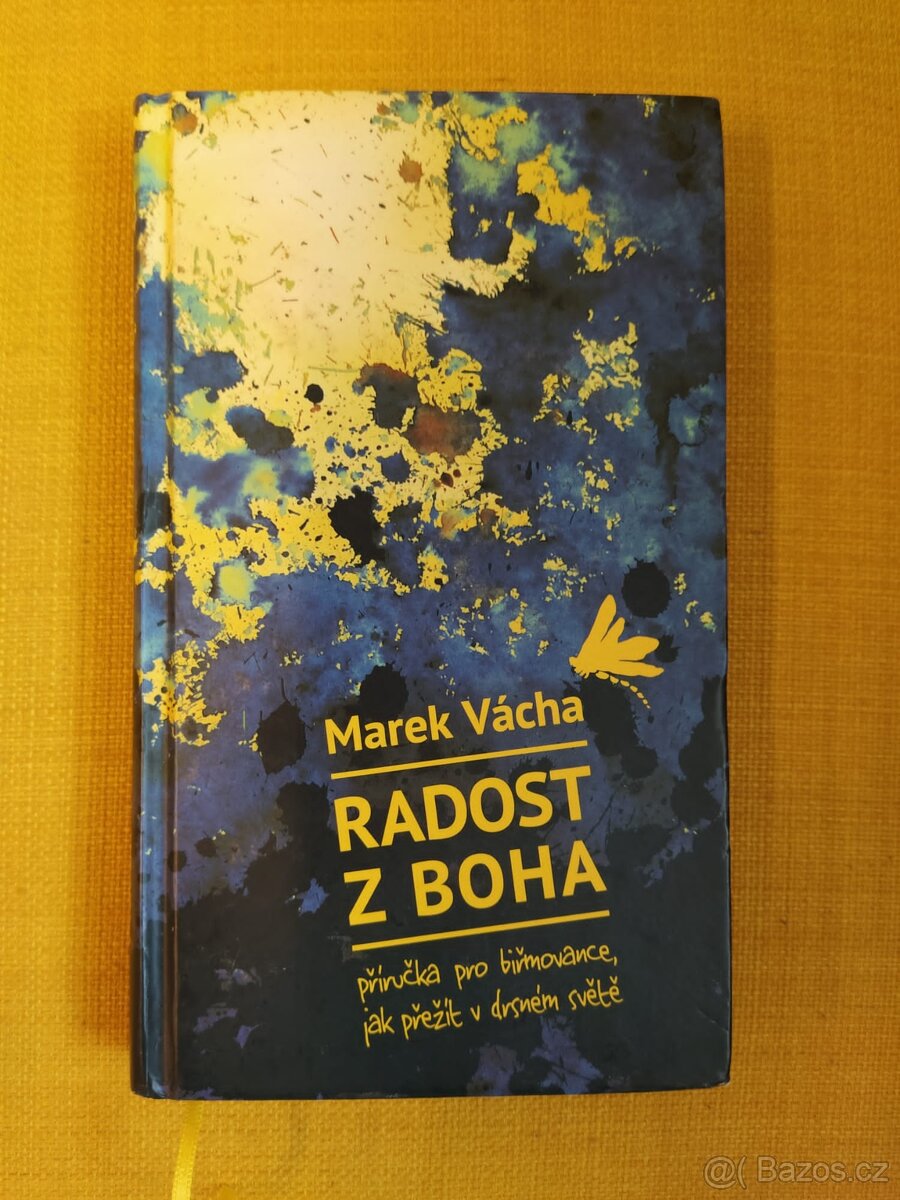 Marek Vácha
RADOST
Z BOHA
příručka pro biřmovance,
jak přežít v drsném světě
@( Bazos.cz